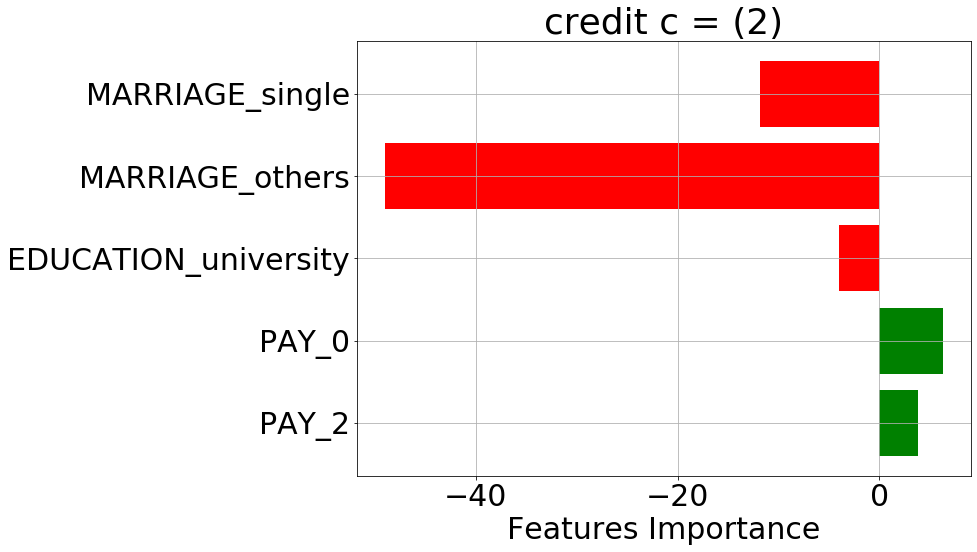 credit c = (2)
MARRIAGE_single
MARRIAGE_others
EDUCATION_university
PAY_0
PAY_2
−40 −20 0
Features Importance